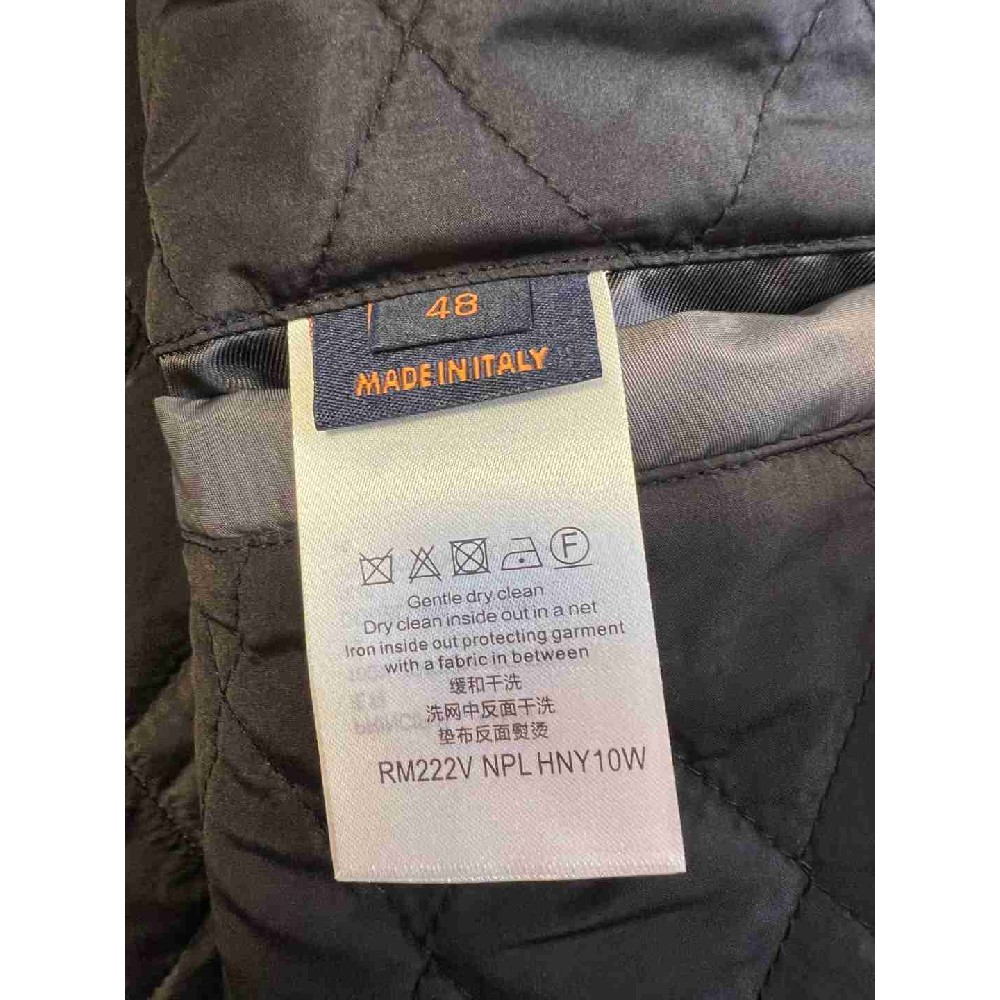 48
MADE IN ITALY
F
Gentle dry clean
Dry clean inside out in a net
Iron inside out protecting garment
with a fabric in between
缓和干洗
洗网中反面干洗
垫布反面熨烫
RM222V NPL HNY10W